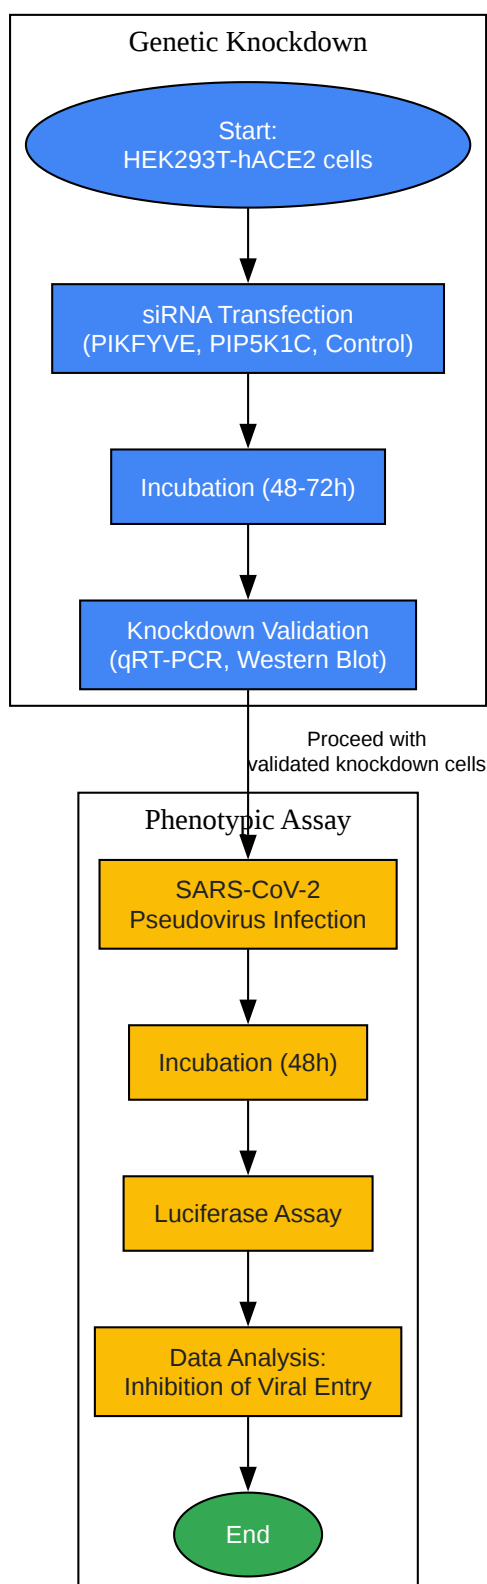 Genetic Knockdown
Start:
HEK293T-hACE2 cells
siRNA Transfection
(PIKFYVE, PIP5K1C, Control)
Incubation (48-72h)
Knockdown Validation
(qRT-PCR, Western Blot)
Proceed with
validated knockdown cells
Phenotypic Assay
SARS-CoV-2
Pseudovirus Infection
Incubation (48h)
Luciferase Assay
Data Analysis:
Inhibition of Viral Entry
End